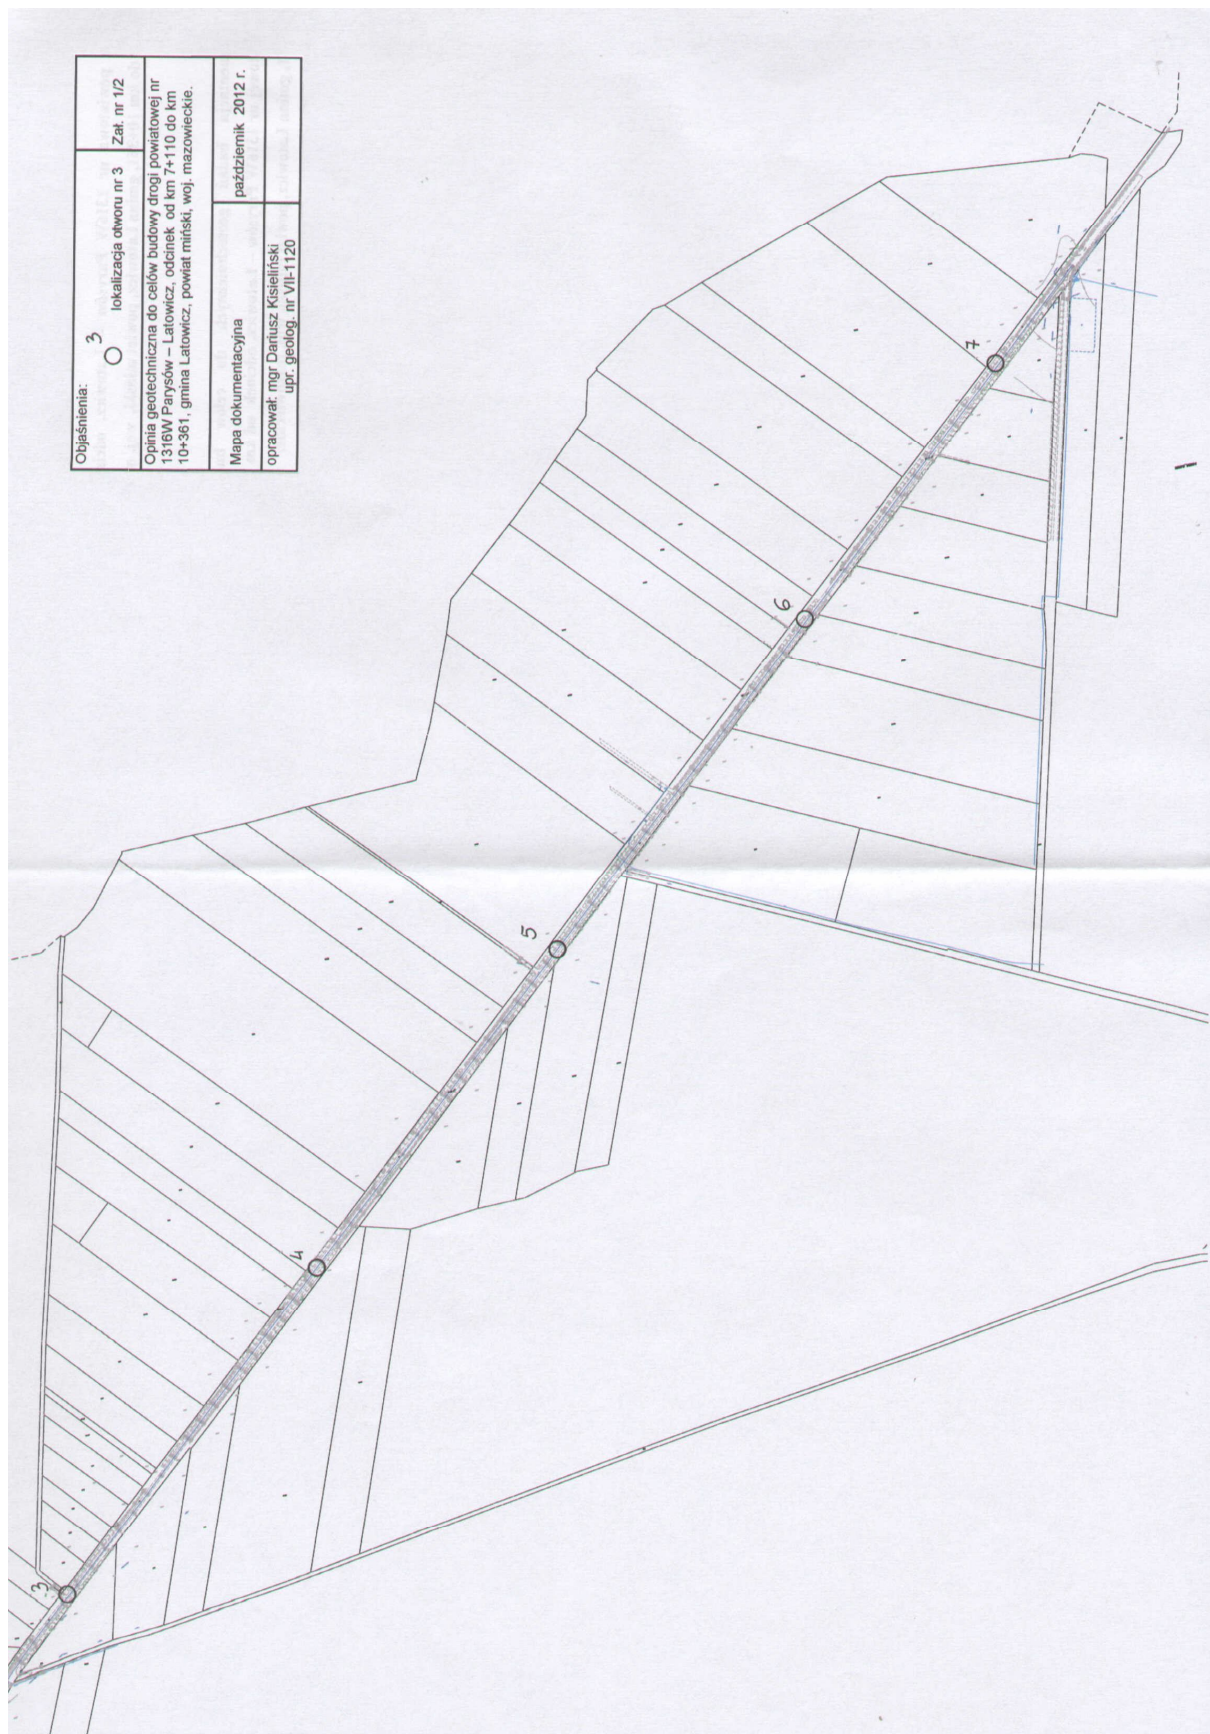 Objaśnienia:
3
lokalizacja otworu nr 3
Zał. nr 1/2
Opinia geotechniczna do celów budowy drogi powiatowej nr
1316W Parysów – Latowicz, odcinek od km 7+110 do km
10+361, gmina Latowicz, powiat miński, woj. mazowieckie.
Mapa dokumentacyjna
październik 2012 r.
opracował: mgr Dariusz Kisieliński
upr. geolog. nr VII-1120
3
4
5
6
7